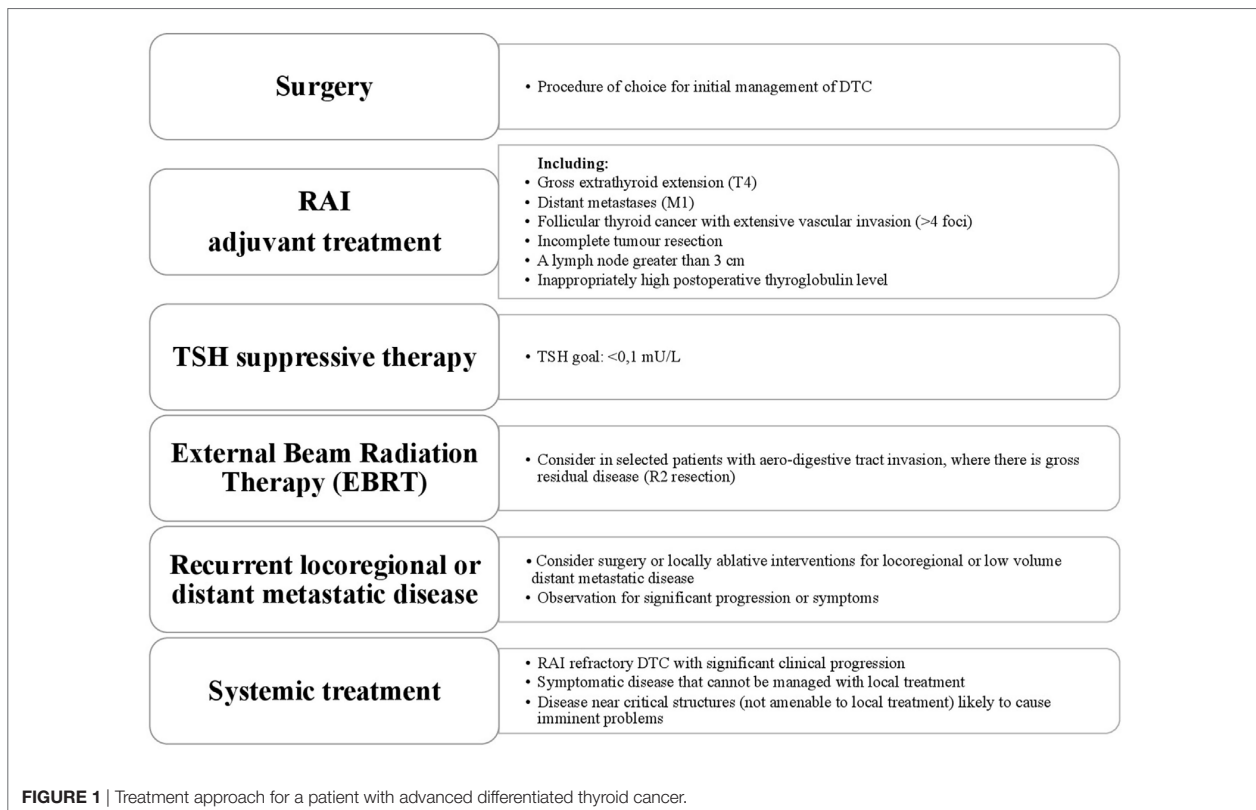 Surgery
• Procedure of choice for initial management of DTC
RAI
adjuvant treatment
Including:
• Gross extrathyroid extension (T4)
• Distant metastases (M1)
• Follicular thyroid cancer with extensive vascular invasion (>4 foci)
• Incomplete tumour resection
• A lymph node greater than 3 cm
• Inappropriately high postoperative thyroglobulin level
TSH suppressive therapy
• TSH goal: <0,1 mU/L
External Beam Radiation
Therapy (EBRT)
• Consider in selected patients with aero-digestive tract invasion, where there is gross
residual disease (R2 resection)
Recurrent locoregional or
distant metastatic disease
• Consider surgery or locally ablative interventions for locoregional or low volume
distant metastatic disease
• Observation for significant progression or symptoms
Systemic treatment
• RAI refractory DTC with significant clinical progression
• Symptomatic disease that cannot be managed with local treatment
• Disease near critical structures (not amenable to local treatment) likely to cause
imminent problems
FIGURE 1 | Treatment approach for a patient with advanced differentiated thyroid cancer.